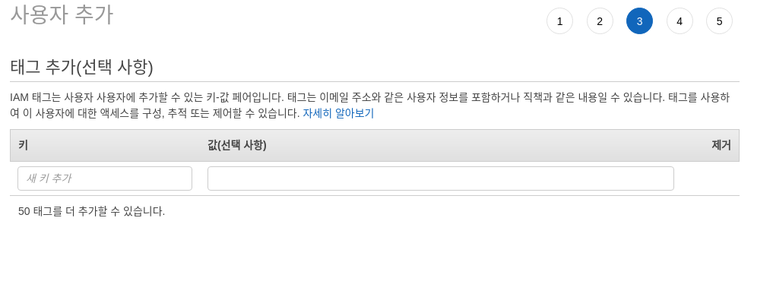 사용자 추가
1 2 3 4 5
태그 추가(선택 사항)
IAM 태그는 사용자 사용자에 추가할 수 있는 키-값 페어입니다. 태그는 이메일 주소와 같은 사용자 정보를 포함하거나 직책과 같은 내용일 수 있습니다. 태그를 사용하
여 이 사용자에 대한 액세스를 구성, 추적 또는 제어할 수 있습니다. 자세히 알아보기
키 값(선택 사항) 제거
새 키 추가
50 태그를 더 추가할 수 있습니다.